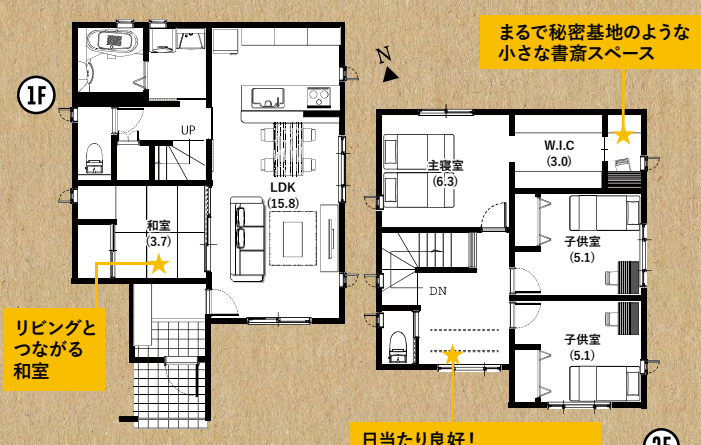 まるで秘密基地のような
小さな書斎スペース
N
1F
UP
LDK
(15.8)
和室
(3.7)
リビングと
つながる
和室
主寝室
(6.3)
W.I.C
(3.0)
子供室
(5.1)
DN
子供室
(5.1)
日当たり良好!
2F